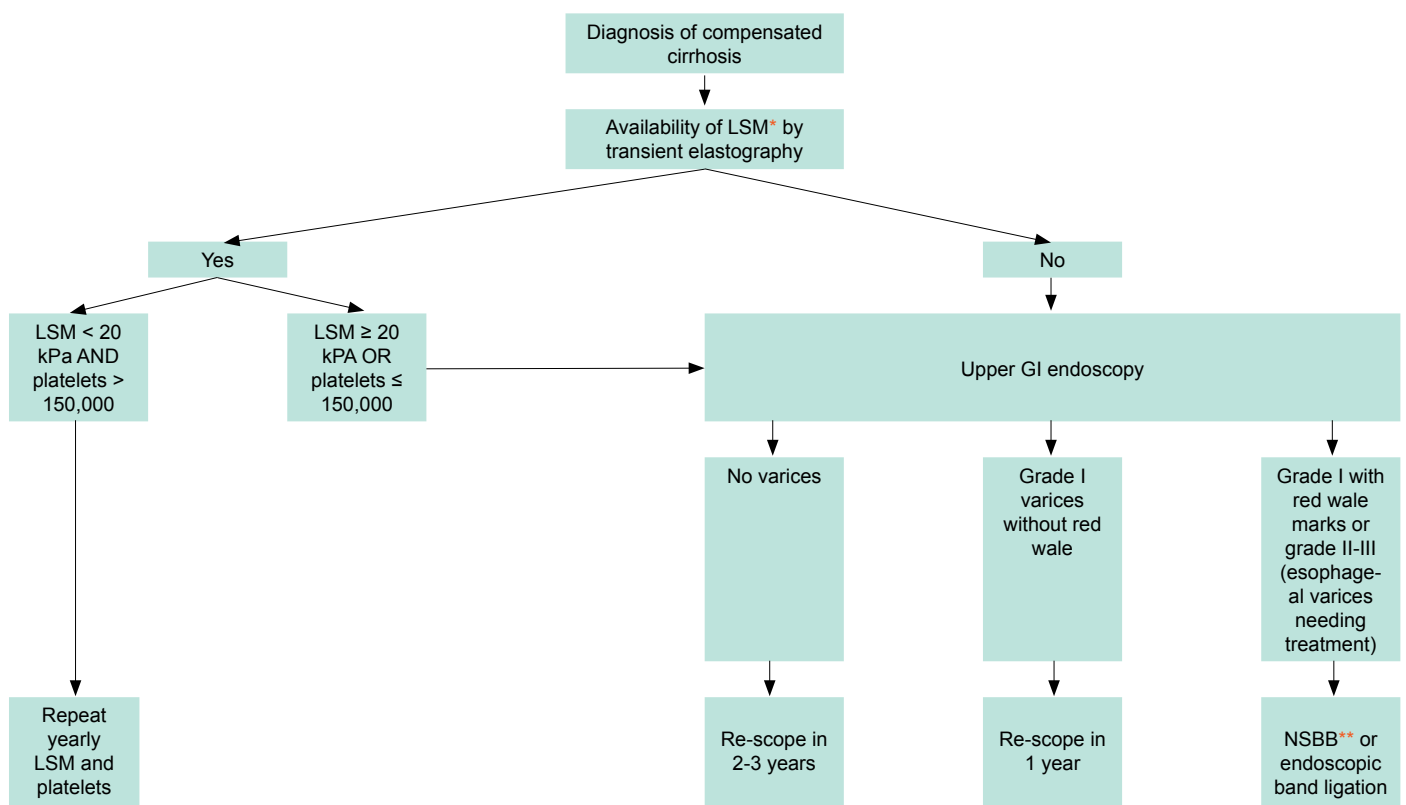 Diagnosis of compensated
cirrhosis
Availability of LSM* by
transient elastography
Yes
No
LSM < 20
kPa AND
platelets >
150,000
LSM ≥ 20
kPA OR
platelets ≤
150,000
Upper GI endoscopy
No varices
Grade I
varices
without red
wale
Grade I with
red wale
marks or
grade II-III
(esophage-
al varices
needing
treatment)
Repeat
yearly
LSM and
platelets
Re-scope in
2-3 years
Re-scope in
1 year
NSBB** or
endoscopic
band ligation